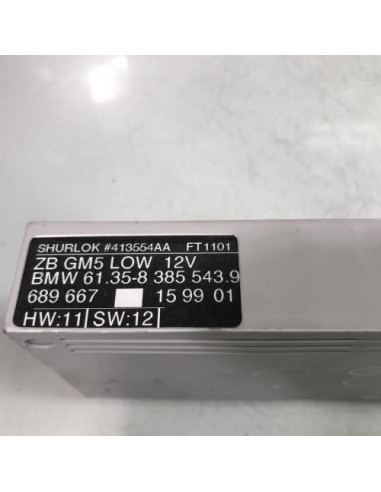 SHURLOK #413554AA FT1101
ZB GM5 LOW 12V
BMW 61.35-8 385 543.9
689 667 15 99 01
HW:11 SW:12